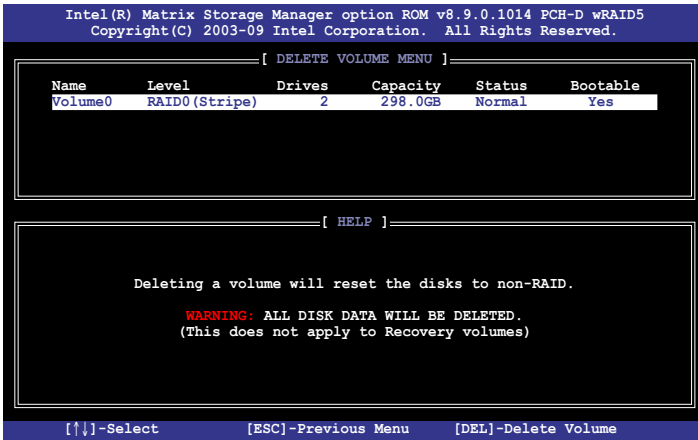 Intel(R) Matrix Storage Manager option ROM v8.9.0.1014 PCH-D wRAID5
Copyright(C) 2003-09 Intel Corporation. All Rights Reserved.
[ DELETE VOLUME MENU ]
Name Level Drives Capacity Status Bootable
Volume0 RAID0(Stripe) 2 298.0GB Normal Yes
[ HELP ]
Deleting a volume will reset the disks to non-RAID.
WARNING: ALL DISK DATA WILL BE DELETED.
(This does not apply to Recovery volumes)
[↑↓]-Select [ESC]-Previous Menu [DEL]-Delete Volume